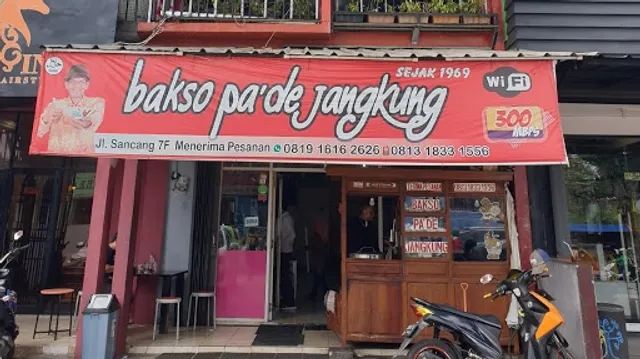 SEJAK 1969
bakso pa'de jangkung
WiFi
300
Mbps
Jl. Sancang 7F Menerima Pesanan 0819 1616 2626 0813 1833 1556
BAKSO
PA'DE
JANGKUNG